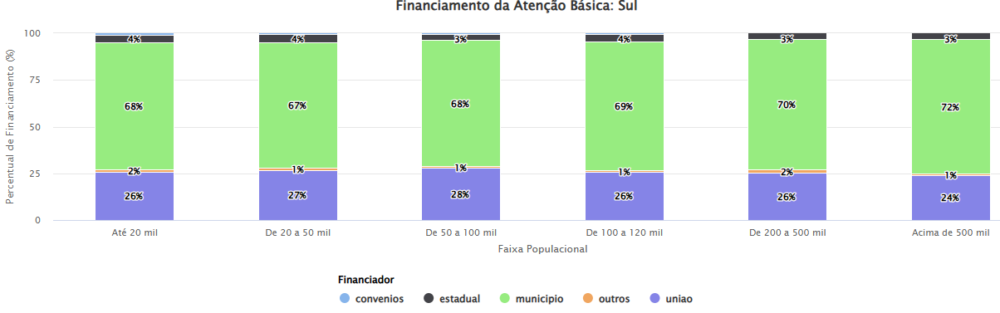 Financiamento da Atenção Básica: Sul
Percentual de Financiamento (%)
100
75
50
25
0
4% 4% 3% 4% 3% 3%
68% 67% 68% 69% 70% 72%
2% 1% 1% 1% 2% 1%
26% 27% 28% 26% 26% 24%
Até 20 mil De 20 a 50 mil De 50 a 100 mil De 100 a 120 mil De 200 a 500 mil Acima de 500 mil
Faixa Populacional
Financiador
convenios estadual municipio outros uniao